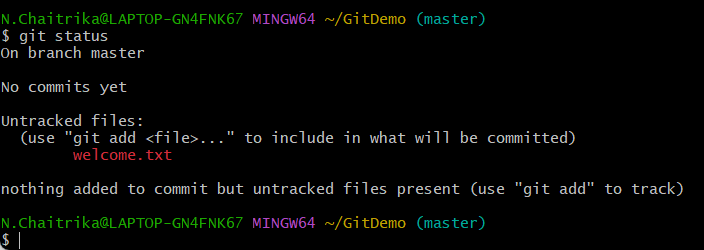 N.Chaitrika@LAPTOP-GN4FNK67 MINGW64 ~/GitDemo (master)
$ git status
On branch master
No commits yet
Untracked files:
  (use "git add <file>..." to include in what will be committed)
        welcome.txt
nothing added to commit but untracked files present (use "git add" to track)
N.Chaitrika@LAPTOP-GN4FNK67 MINGW64 ~/GitDemo (master)
$